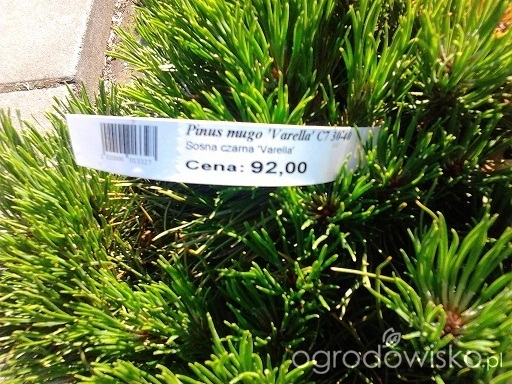 Pinus mugo 'Varella' C7 30-40
Sosna czarna 'Varella'
Cena: 92,00
ogrodowisko.pl